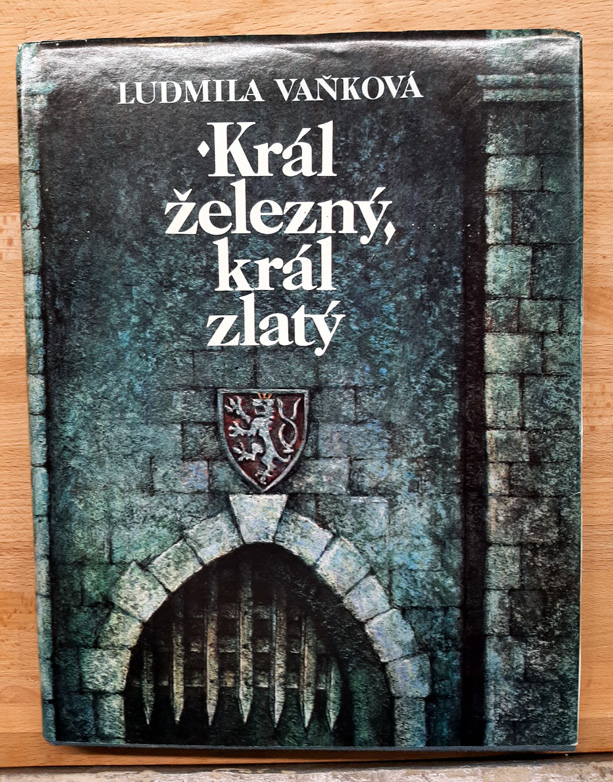 LUDMILA VAŇKOVÁ
Král
železný,
král
zlatý